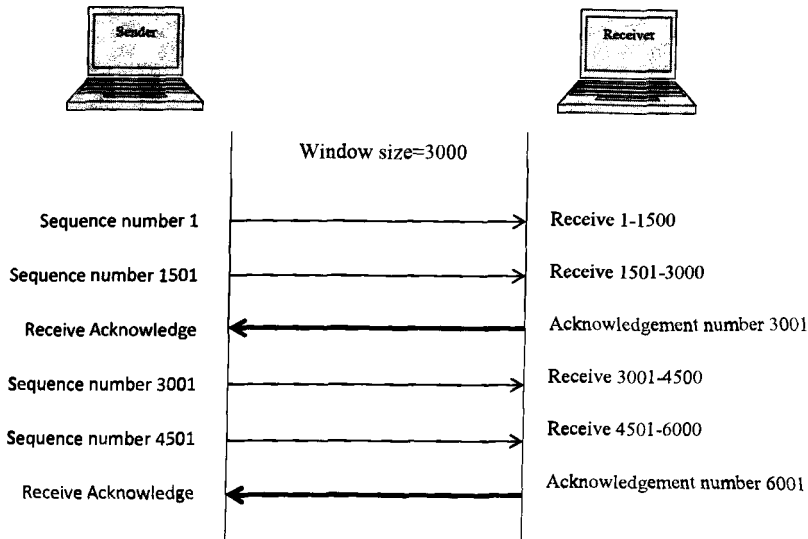 Sender
Receiver
Window size=3000
Sequence number 1
Receive 1-1500
Sequence number 1501
Receive 1501-3000
Receive Acknowledge
Acknowledgement number 3001
Sequence number 3001
Receive 3001-4500
Sequence number 4501
Receive 4501-6000
Receive Acknowledge
Acknowledgement number 6001